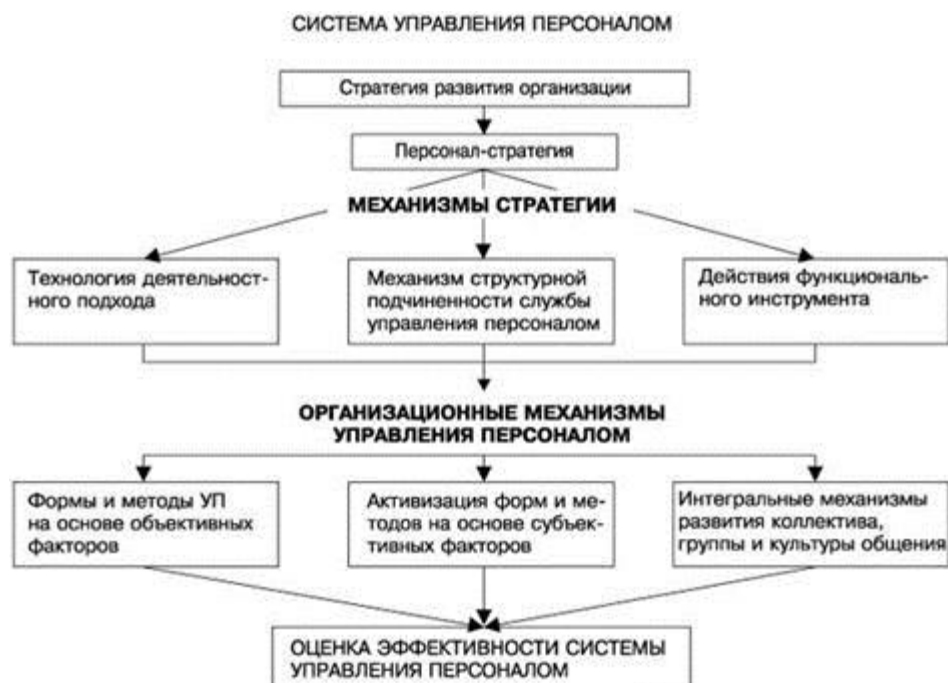 СИСТЕМА УПРАВЛЕНИЯ ПЕРСОНАЛОМ
Стратегия развития организации
Персонал-стратегия
МЕХАНИЗМЫ СТРАТЕГИИ
Технология деятельност-
ного подхода
Механизм структурной
подчиненности службы
управления персоналом
Действия функциональ-
ного инструмента
ОРГАНИЗАЦИОННЫЕ МЕХАНИЗМЫ
УПРАВЛЕНИЯ ПЕРСОНАЛОМ
Формы и методы УП
на основе объективных
факторов
Активизация форм и ме-
тодов на основе субъек-
тивных факторов
Интегральные механизмы
развития коллектива,
группы и культуры общения
ОЦЕНКА ЭФФЕКТИВНОСТИ СИСТЕМЫ
УПРАВЛЕНИЯ ПЕРСОНАЛОМ